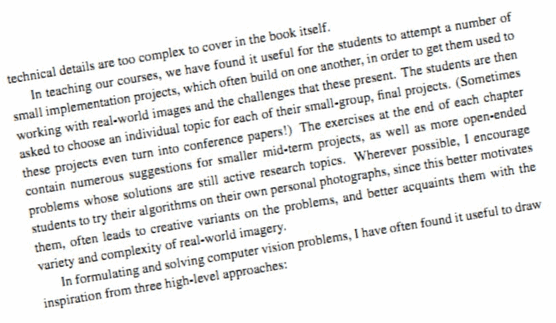 technical details are too complex to cover in the book itself.
In teaching our courses, we have found it useful for the students to attempt a number of
small implementation projects, which often build on one another, in order to get them used to
working with real-world images and the challenges that these present. The students are then
asked to choose an individual topic for each of their small-group, final projects. (Sometimes
these projects even turn into conference papers!) The exercises at the end of each chapter
contain numerous suggestions for smaller mid-term projects, as well as more open-ended
problems whose solutions are still active research topics. Wherever possible, I encourage
students to try their algorithms on their own personal photographs, since this better motivates
them, often leads to creative variants on the problems, and better acquaints them with the
variety and complexity of real-world imagery.
In formulating and solving computer vision problems, I have often found it useful to draw
inspiration from three high-level approaches: